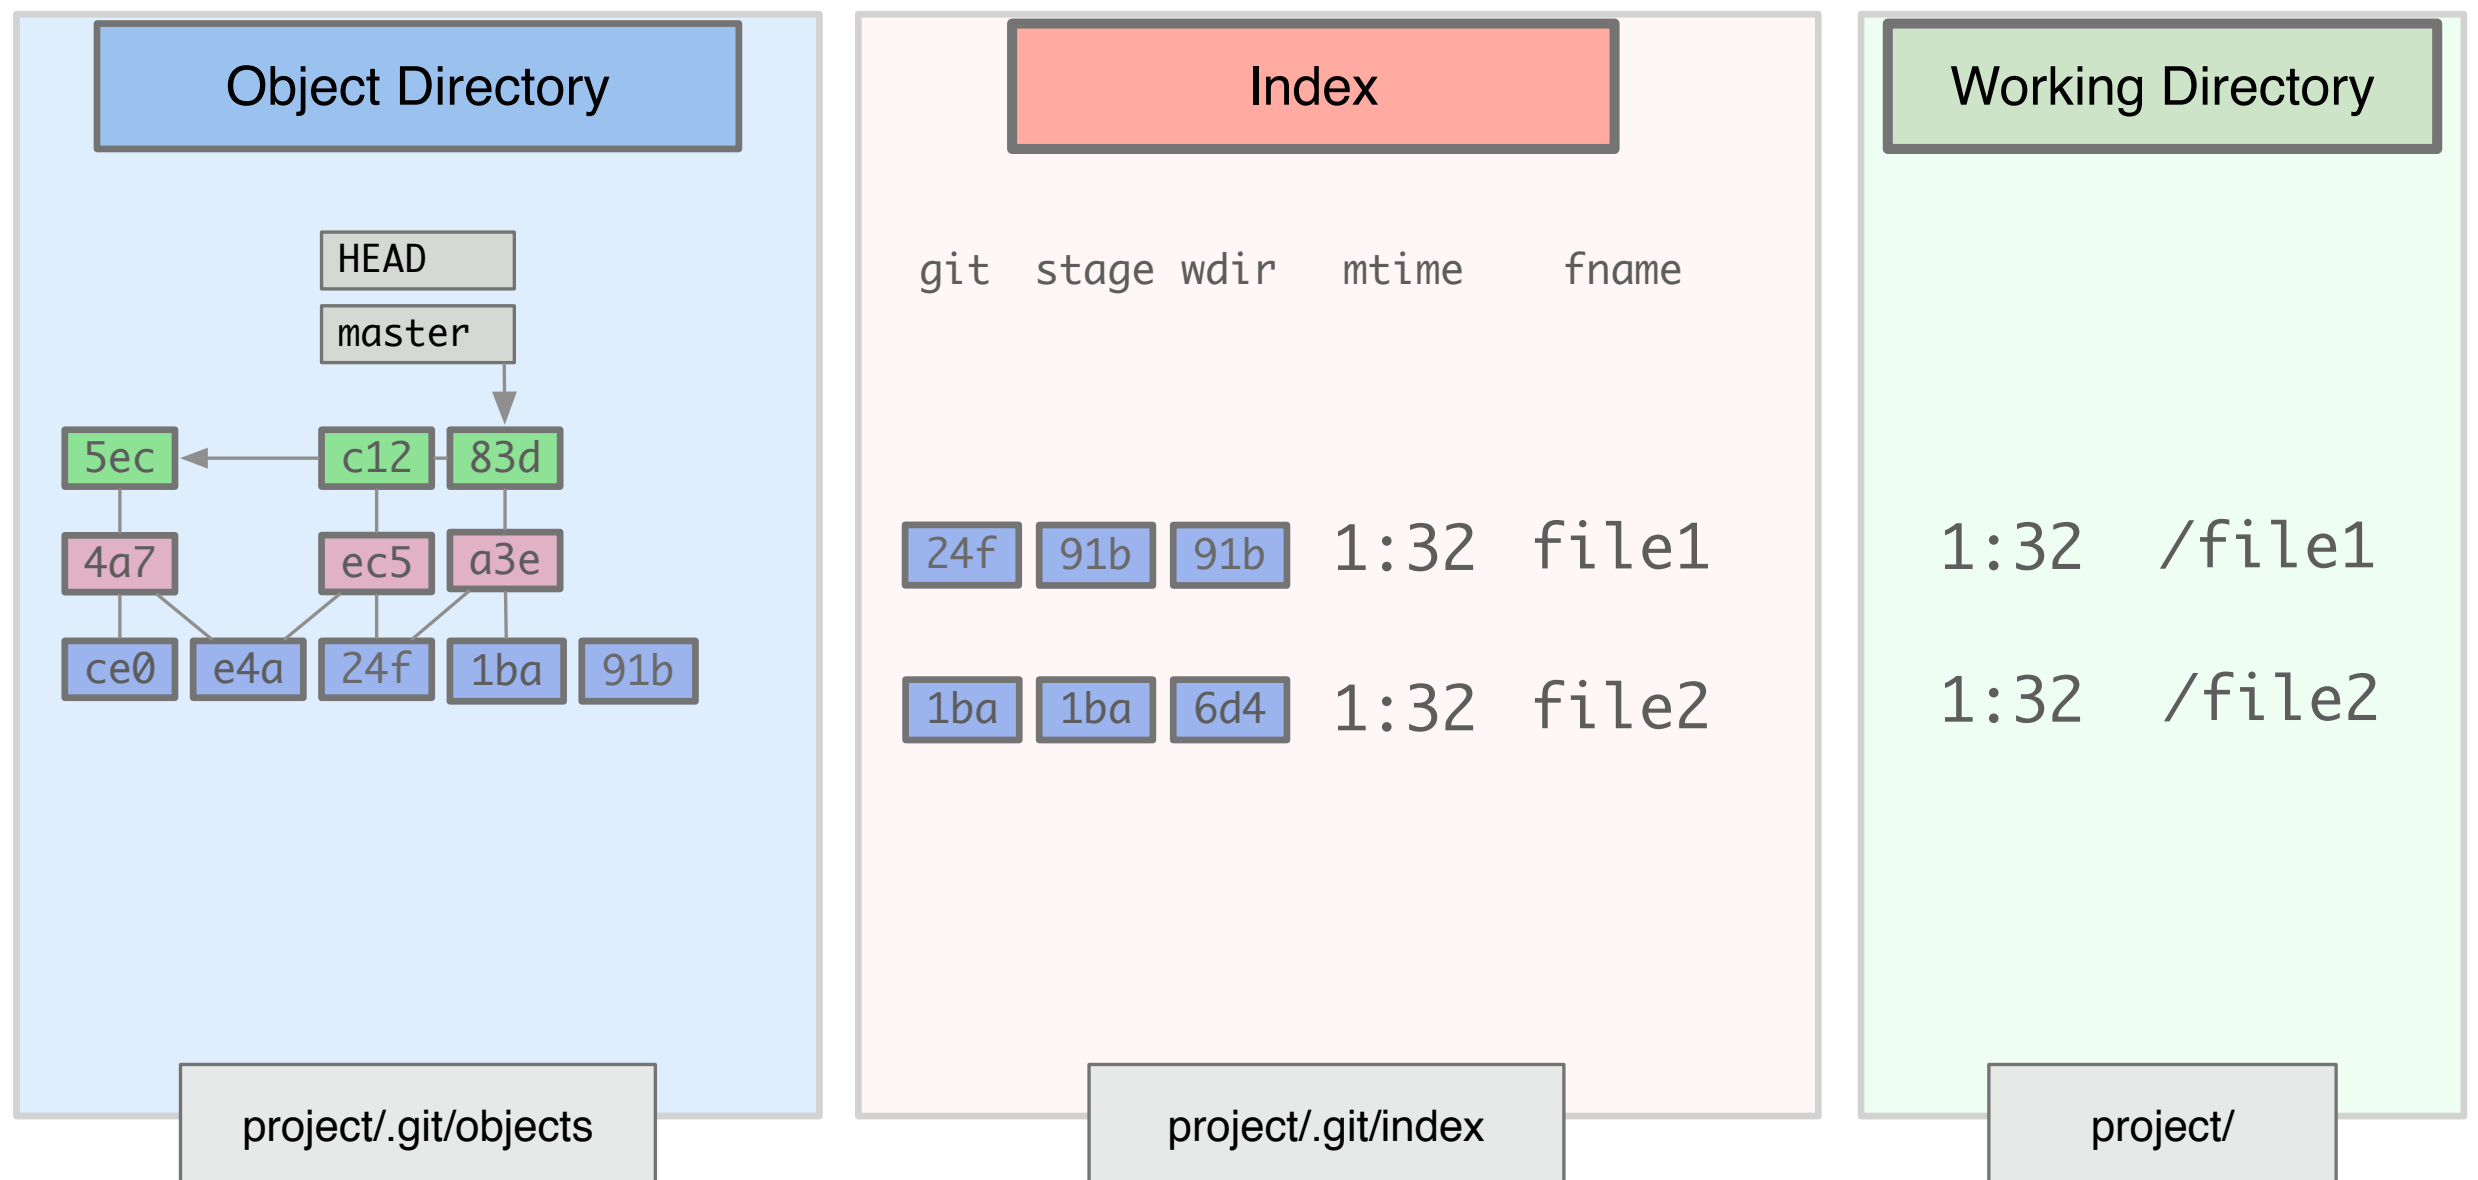 Object Directory
HEAD
master
5ec c12 83d
4a7 ec5 a3e
ce0 e4a 24f 1ba 91b
project/.git/objects
Index
git stage wdir mtime fname
24f 91b 91b 1:32 file1
1ba 1ba 6d4 1:32 file2
project/.git/index
Working Directory
1:32 /file1
1:32 /file2
project/